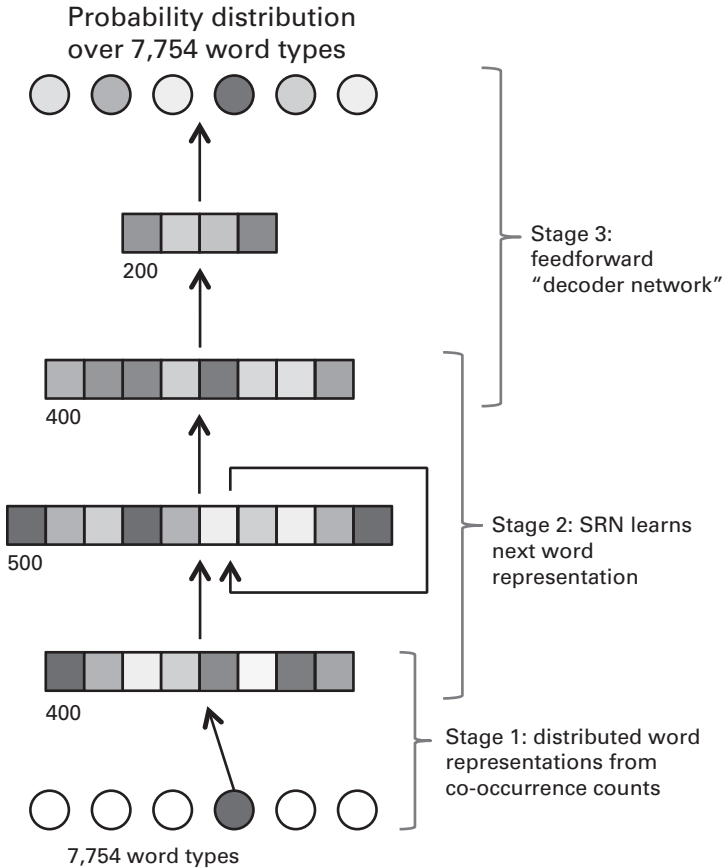 Probability distribution
over 7,754 word types
200
Stage 3:
feedforward
“decoder network”
400
500
Stage 2: SRN learns
next word
representation
400
Stage 1: distributed word
representations from
co-occurrence counts
7,754 word types